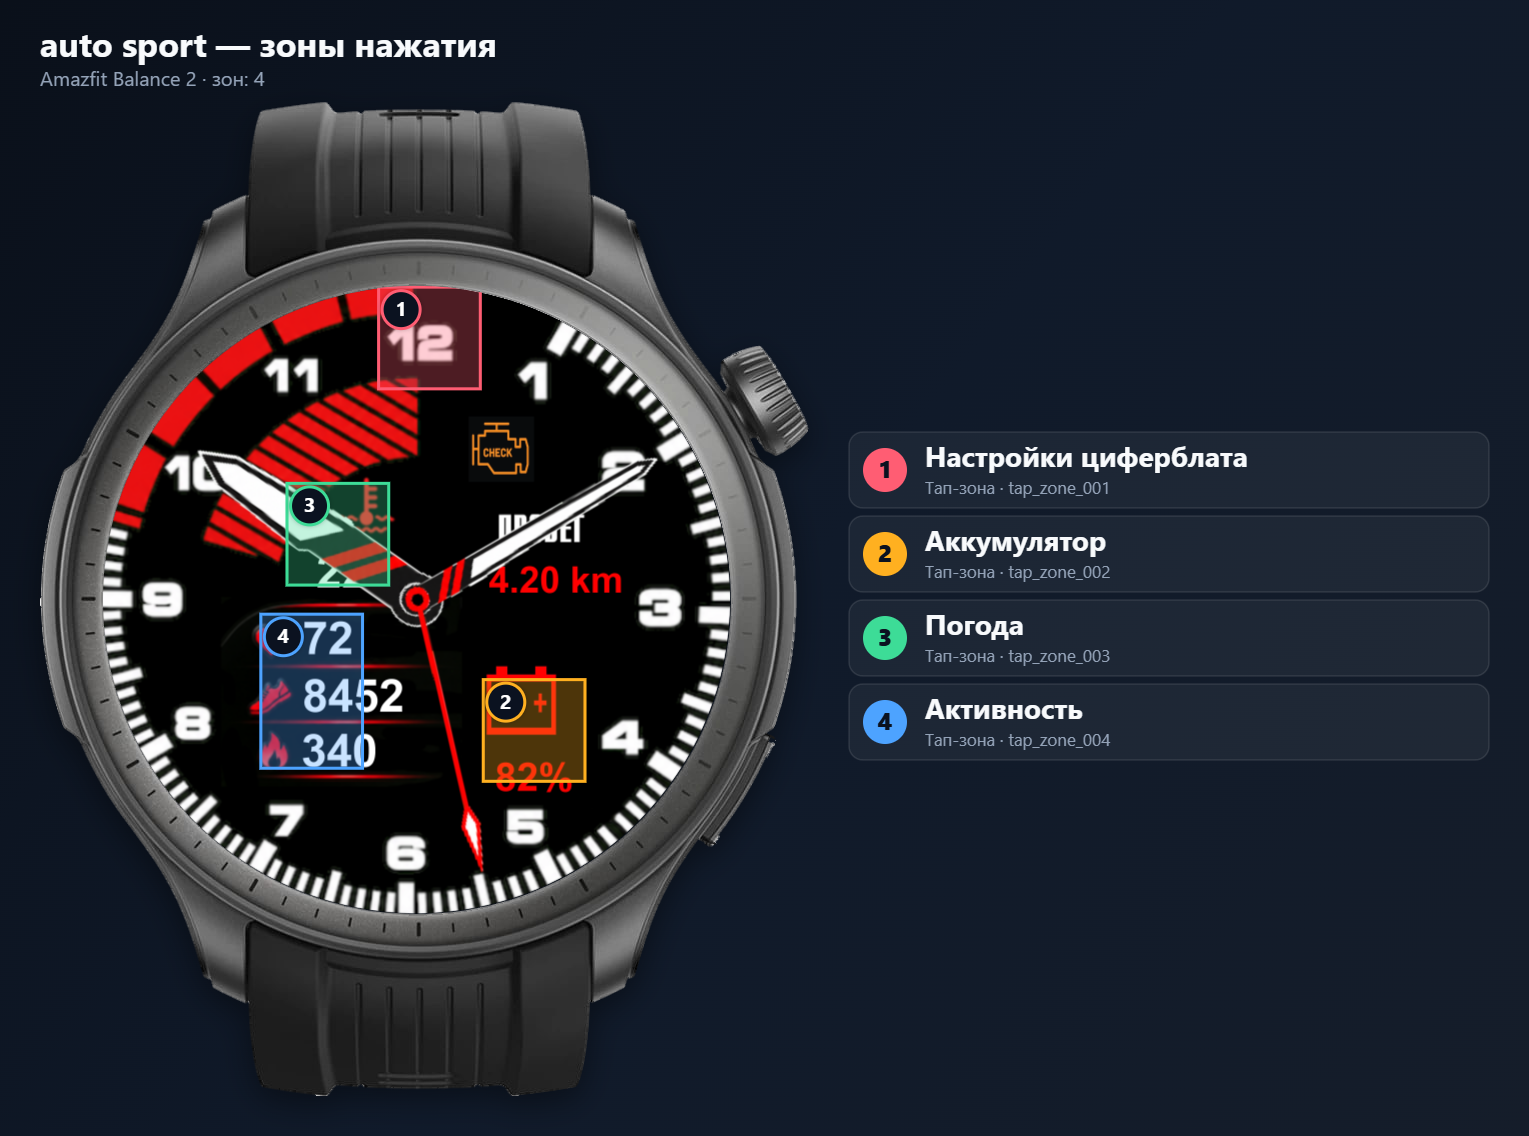 auto sport — зоны нажатия
Amazfit Balance 2 · зон: 4
1
12
11
1
10
CHECK
2
3
4.20 km
9
3
4
72
8452
2
+
8
340
4
82%
7
5
6
1
Настройки циферблата
Тап-зона · tap_zone_001
2
Аккумулятор
Тап-зона · tap_zone_002
3
Погода
Тап-зона · tap_zone_003
4
Активность
Тап-зона · tap_zone_004